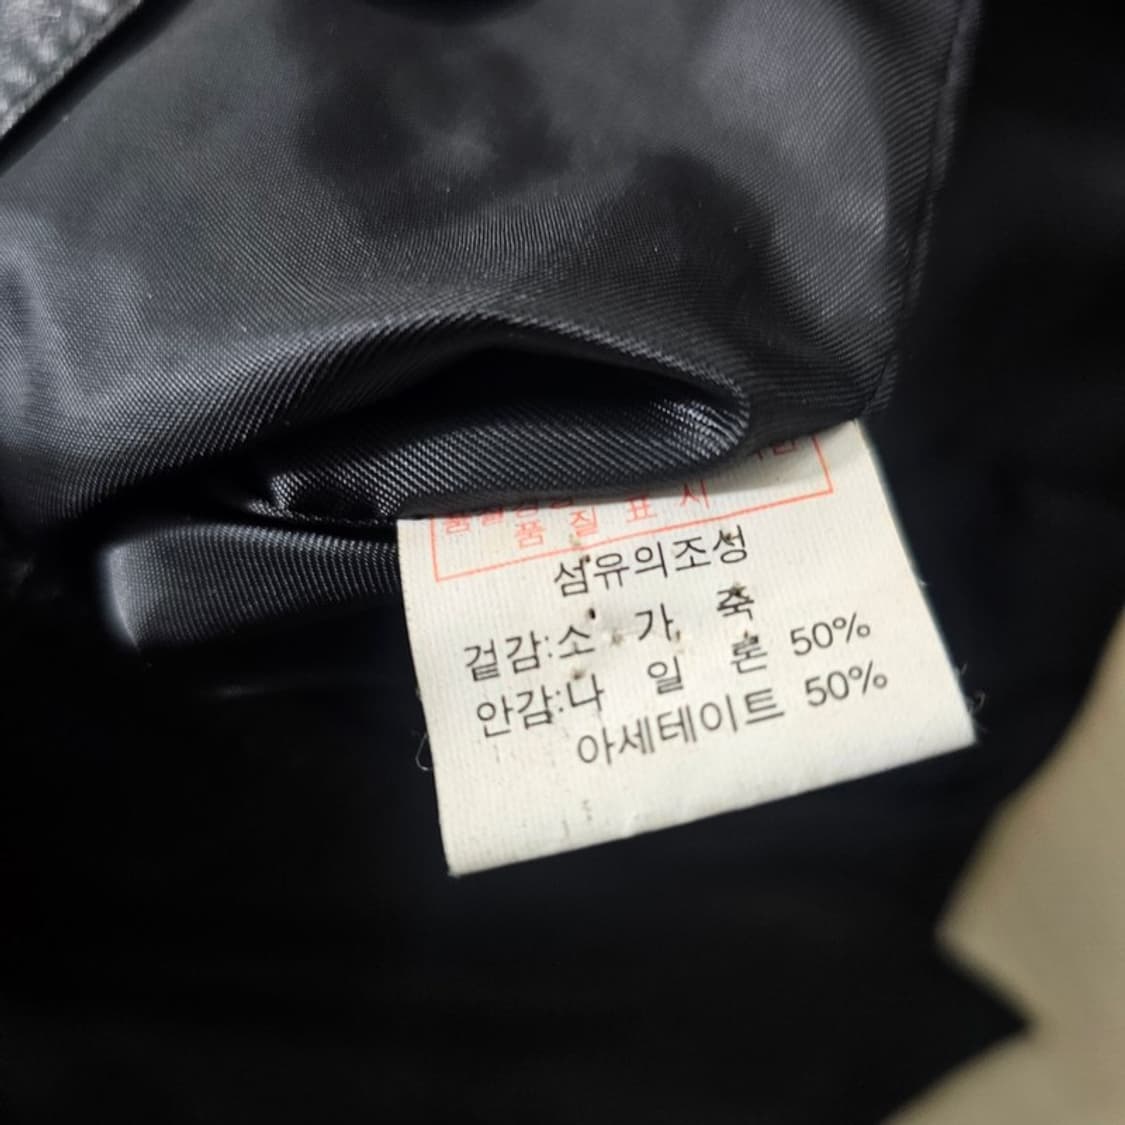 품 질 표 시
섬유의조성
겉감:소 가 죽
안감:나 일 론 50%
아세테이트 50%